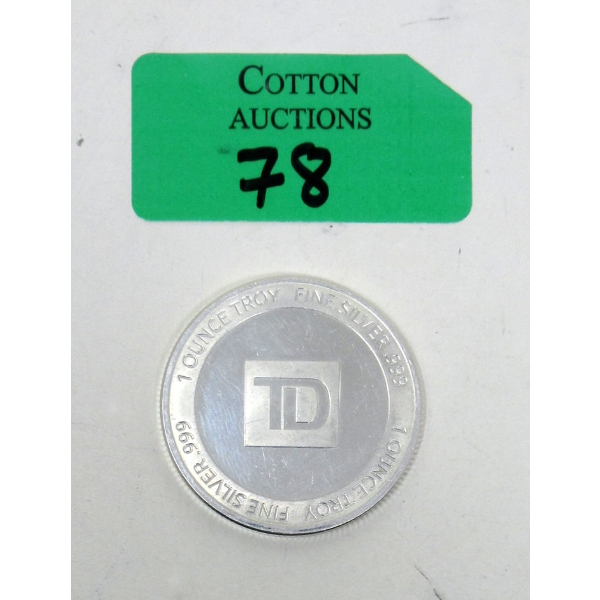 COTTON
AUCTIONS
78
1 OUNCE TROY FINE SILVER .999
1 OUNCE TROY FINE SILVER .999
TD